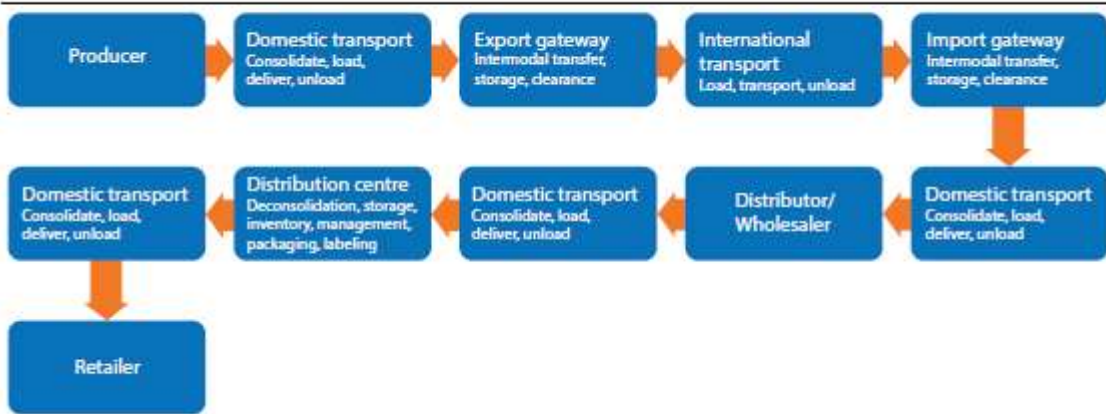 Producer
Domestic transport
Consolidate, load,
deliver, unload
Export gateway
Intermodal transfer,
storage, clearance
International
transport
Load, transport, unload
Import gateway
Intermodal transfer,
storage, clearance
Domestic transport
Consolidate, load,
deliver, unload
Distributor/
Wholesaler
Domestic transport
Consolidate, load,
deliver, unload
Distribution centre
Deconsolidation, storage,
inventory, management,
packaging, labeling
Domestic transport
Consolidate, load,
deliver, unload
Retailer